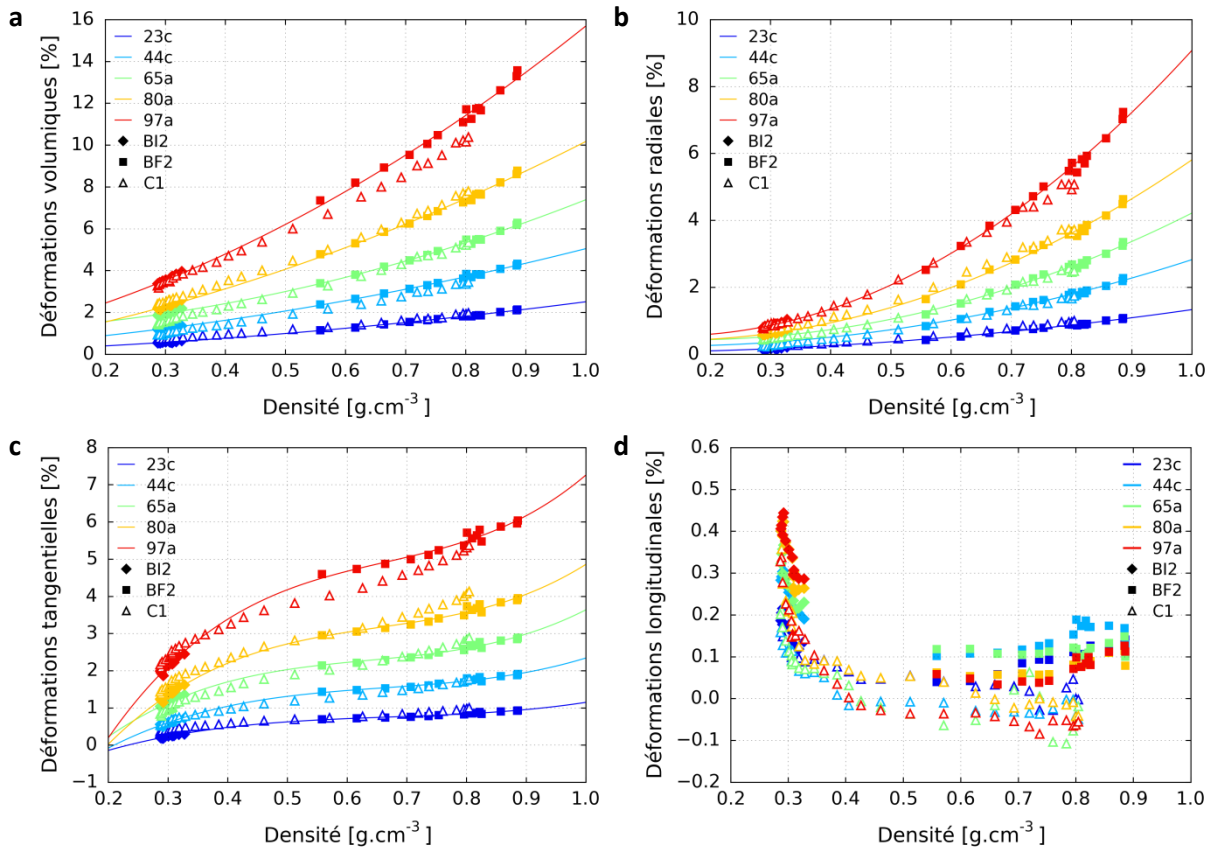 a
Déformations volumiques [%]
16
14
12
10
8
6
4
2
0
23c
44c
65a
80a
97a
BI2
BF2
C1
0.2 0.3 0.4 0.5 0.6 0.7 0.8 0.9 1.0
Densité [g.cm-3]
b
Déformations radiales [%]
10
8
6
4
2
0
23c
44c
65a
80a
97a
BI2
BF2
C1
0.2 0.3 0.4 0.5 0.6 0.7 0.8 0.9 1.0
Densité [g.cm-3]
c
Déformations tangentielles [%]
8
7
6
5
4
3
2
1
0
−1
23c
44c
65a
80a
97a
BI2
BF2
C1
0.2 0.3 0.4 0.5 0.6 0.7 0.8 0.9 1.0
Densité [g.cm-3]
d
Déformations longitudinales [%]
0.6
0.5
0.4
0.3
0.2
0.1
0.0
−0.1
−0.2
23c
44c
65a
80a
97a
BI2
BF2
C1
0.2 0.3 0.4 0.5 0.6 0.7 0.8 0.9 1.0
Densité [g.cm-3]